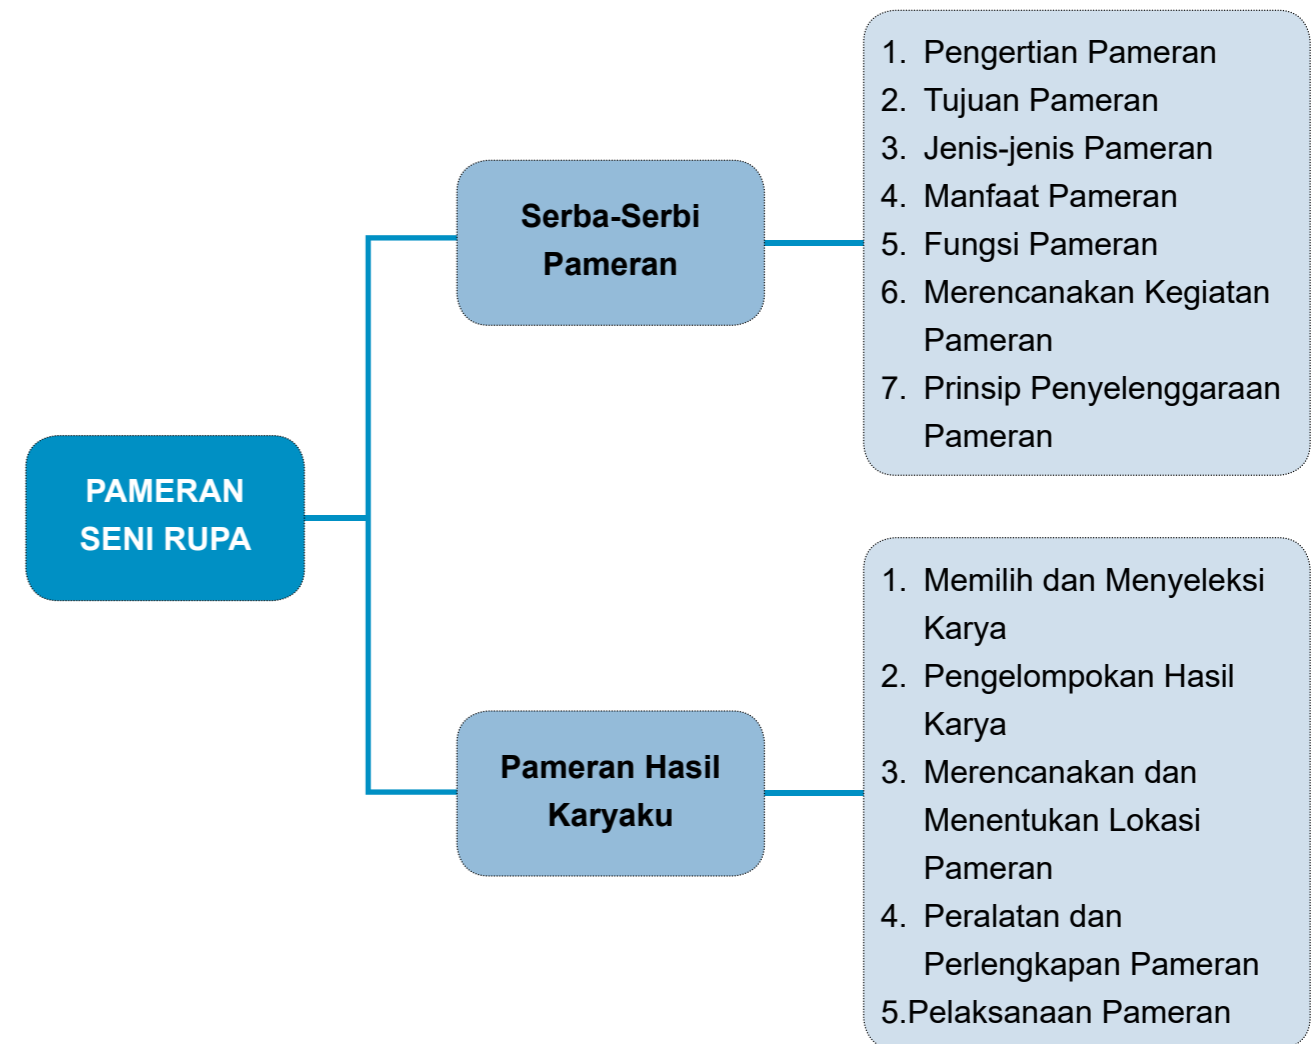 PAMERAN
SENI RUPA
Serba-Serbi
Pameran
1. Pengertian Pameran
2. Tujuan Pameran
3. Jenis-jenis Pameran
4. Manfaat Pameran
5. Fungsi Pameran
6. Merencanakan Kegiatan
Pameran
7. Prinsip Penyelenggaraan
Pameran
Pameran Hasil
Karyaku
1. Memilih dan Menyeleksi
Karya
2. Pengelompokan Hasil
Karya
3. Merencanakan dan
Menentukan Lokasi
Pameran
4. Peralatan dan
Perlengkapan Pameran
5.Pelaksanaan Pameran